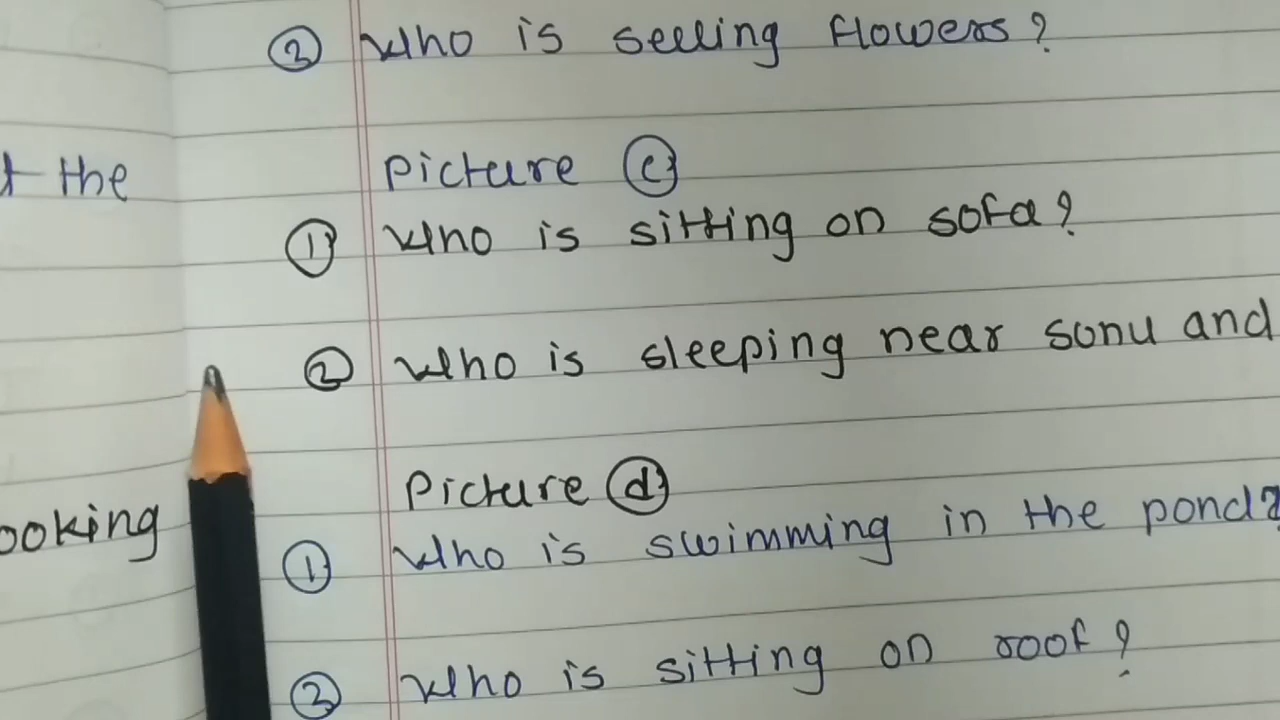 ② Who is selling flowers?
the
Picture ⓒ
① Who is sitting on sofa?
② Who is sleeping near sonu and
Picture ⓓ
ooking
① Who is swimming in the pond?
② Who is sitting on roof?